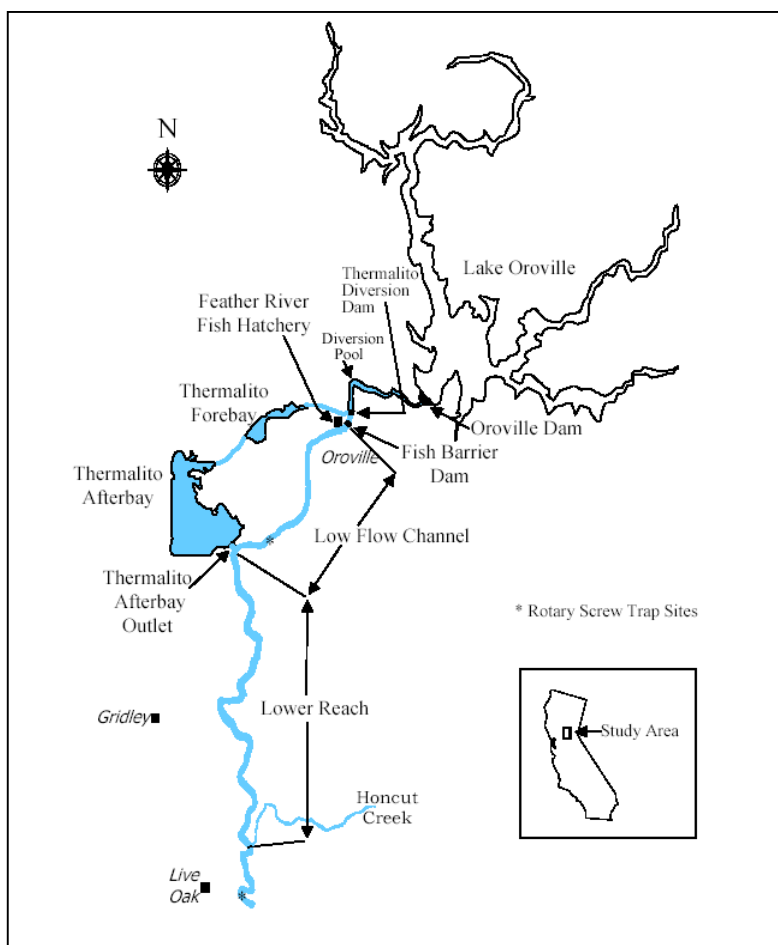 N
Lake Oroville
Thermalito
Diversion
Dam
Feather River
Fish Hatchery
Diversion
Pool
Thermalito
Forebay
Oroville Dam
Oroville
Fish Barrier
Dam
Thermalito
Afterbay
Low Flow Channel
Thermalito
Afterbay
Outlet
* Rotary Screw Trap Sites
Gridley
Lower Reach
Study Area
Honcut
Creek
Live
Oak